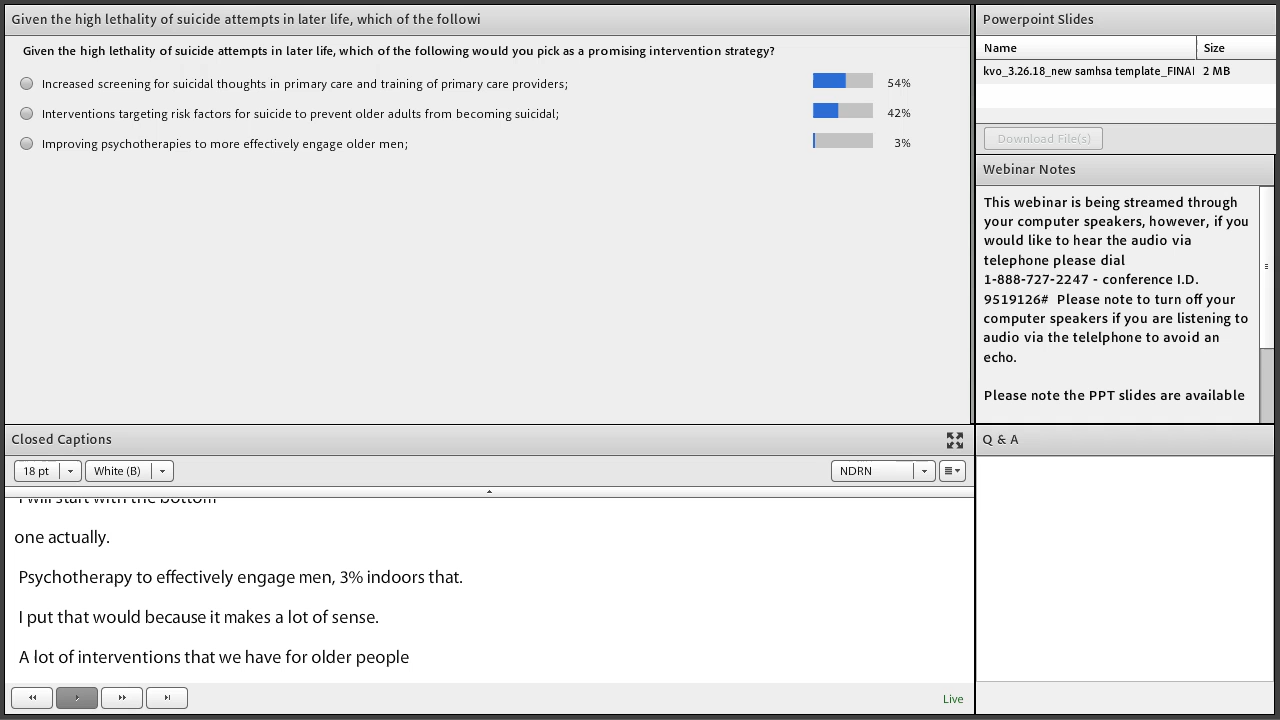 Given the high lethality of suicide attempts in later life, which of the followi
Given the high lethality of suicide attempts in later life, which of the following would you pick as a promising intervention strategy?
Increased screening for suicidal thoughts in primary care and training of primary care providers; 54%
Interventions targeting risk factors for suicide to prevent older adults from becoming suicidal; 42%
Improving psychotherapies to more effectively engage older men; 3%
Powerpoint Slides
Name Size
kvo_3.26.18_new samhsa template_FINAI 2 MB
Download File(s)
Webinar Notes
This webinar is being streamed through
your computer speakers, however, if you
would like to hear the audio via
telephone please dial
1-888-727-2247 - conference I.D.
9519126# Please note to turn off your
computer speakers if you are listening to
audio via the telelphone to avoid an
echo.
Please note the PPT slides are available
Closed Captions
18 pt White (B) NDRN
I will start with the bottom
one actually.
Psychotherapy to effectively engage men, 3% indoors that.
I put that would because it makes a lot of sense.
A lot of interventions that we have for older people
Live
Q & A